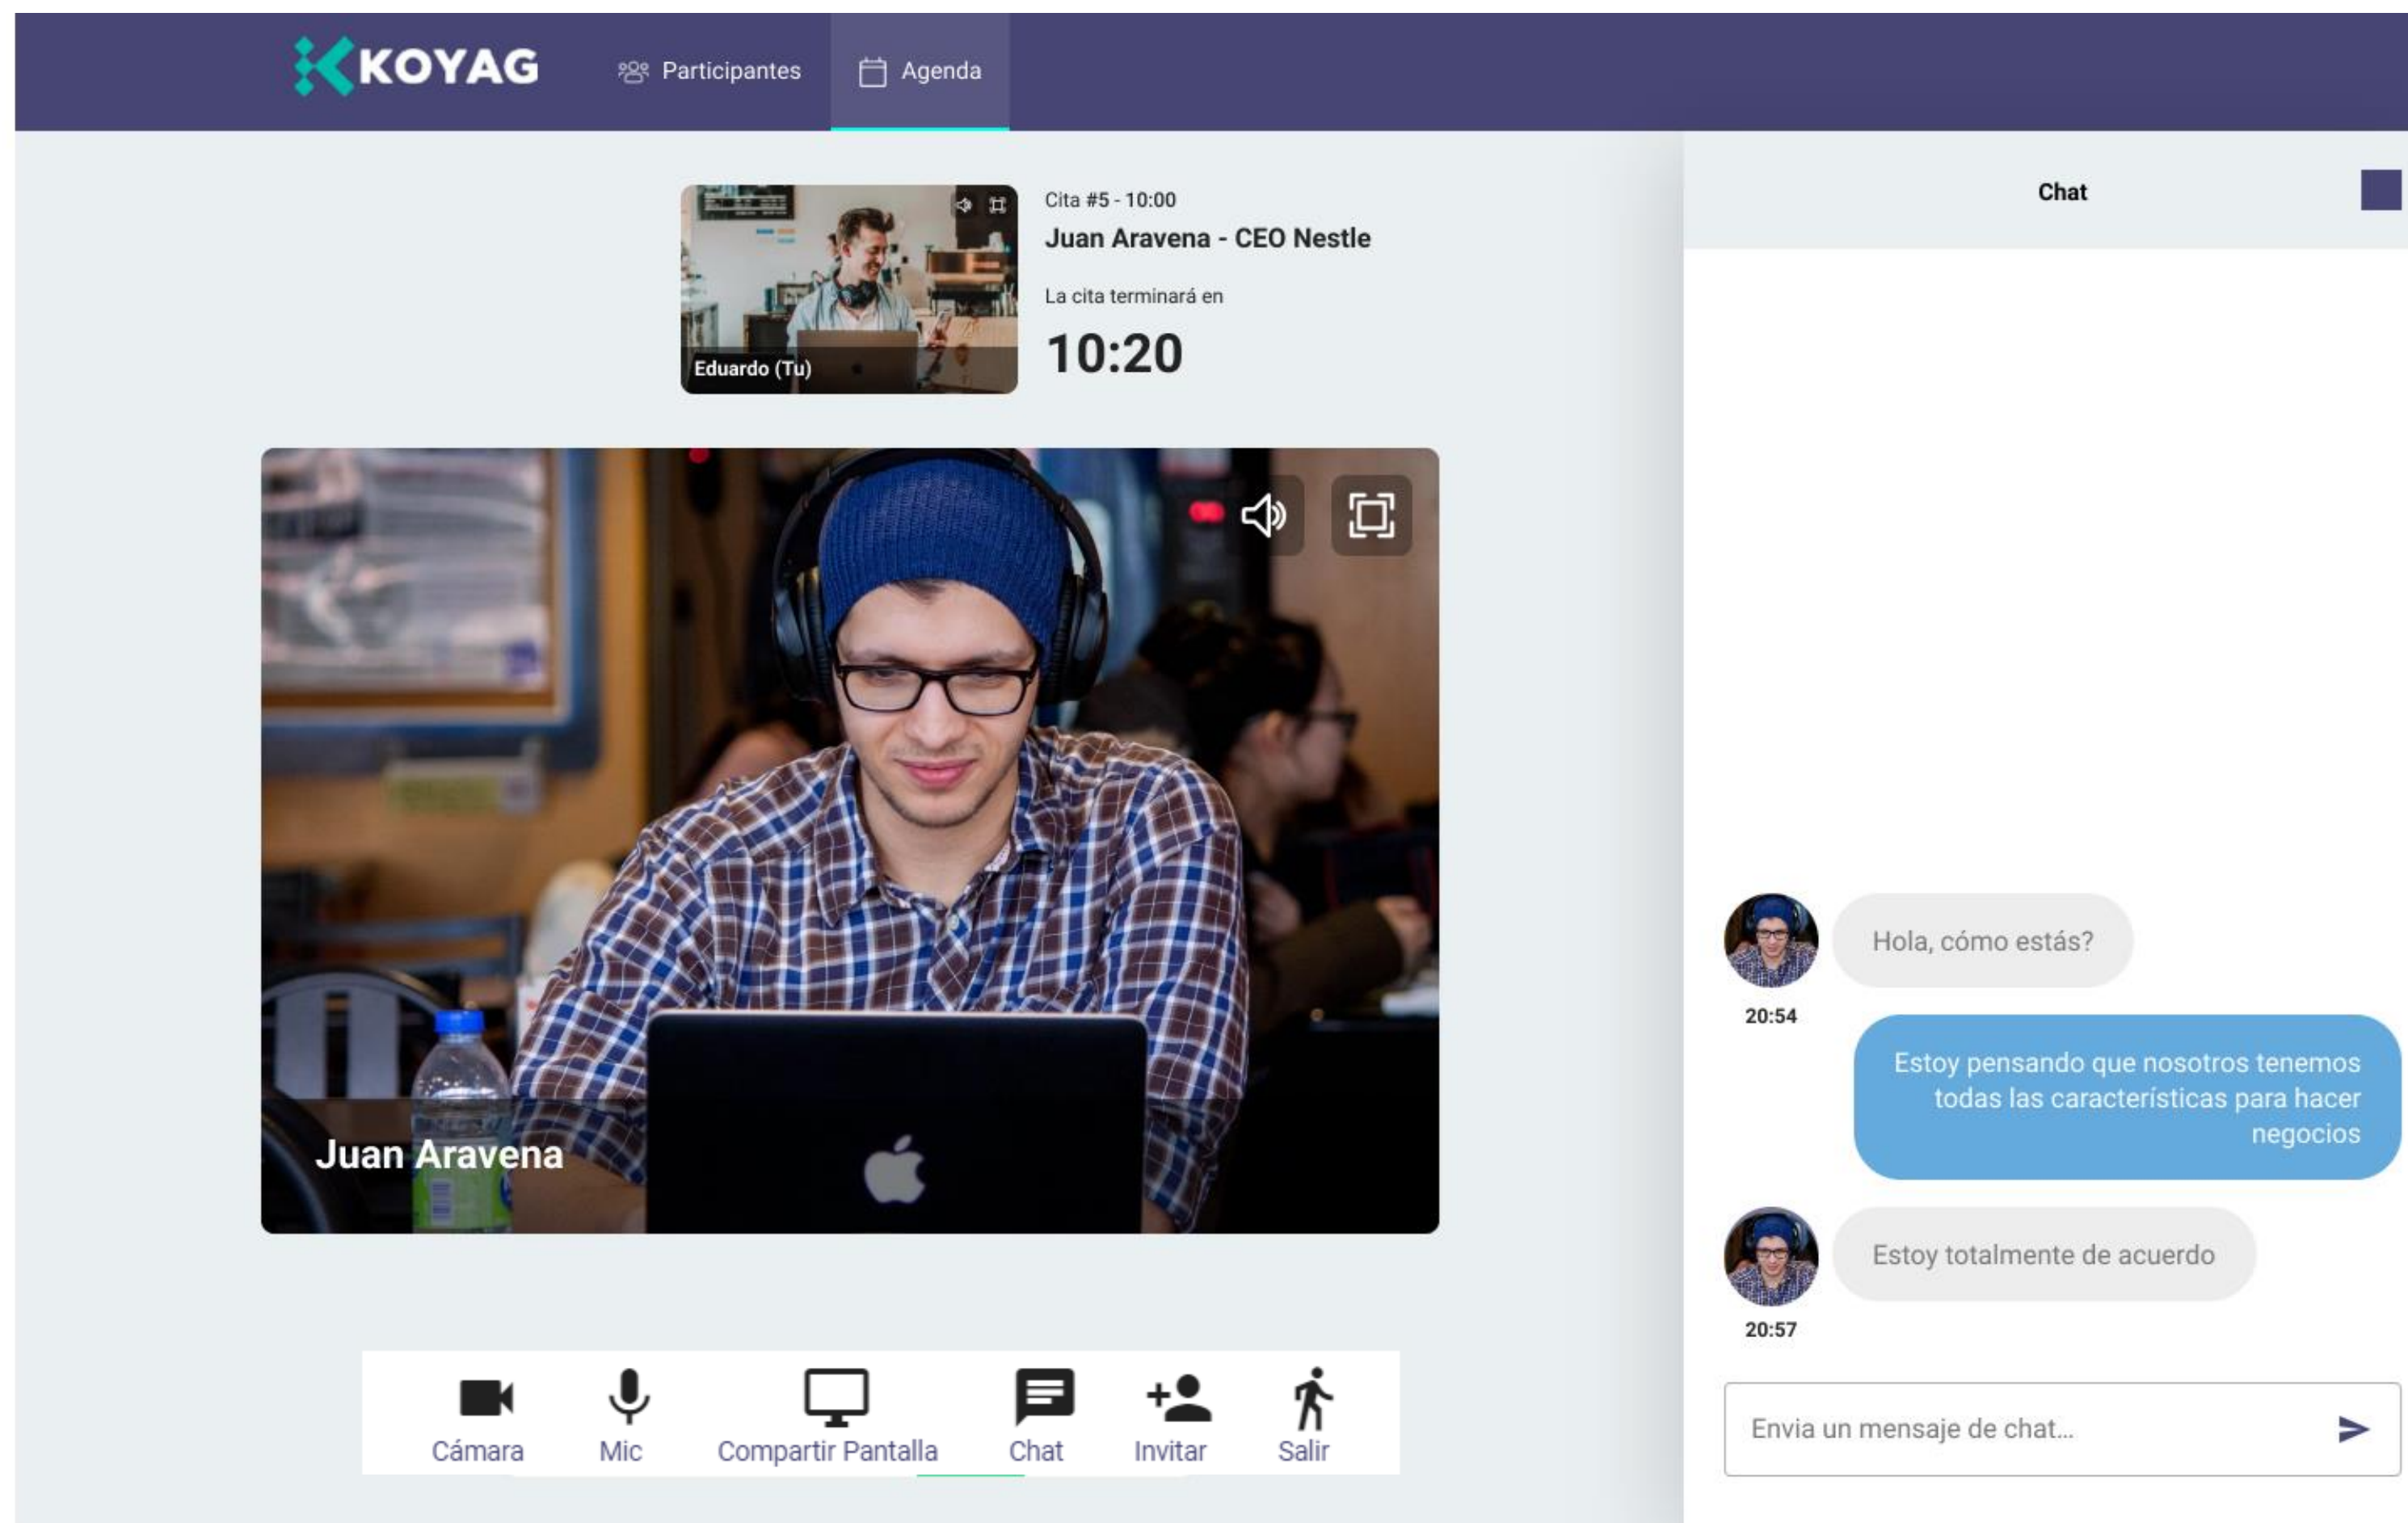 KOYAG
Participantes
Agenda
Cita #5 - 10:00
Juan Aravena - CEO Nestle
La cita terminará en
10:20
Eduardo (Tu)
Juan Aravena
Cámara
Mic
Compartir Pantalla
Chat
Invitar
Salir
Chat
Hola, cómo estás?
20:54
Estoy pensando que nosotros tenemos
todas las características para hacer
negocios
Estoy totalmente de acuerdo
20:57
Envia un mensaje de chat...